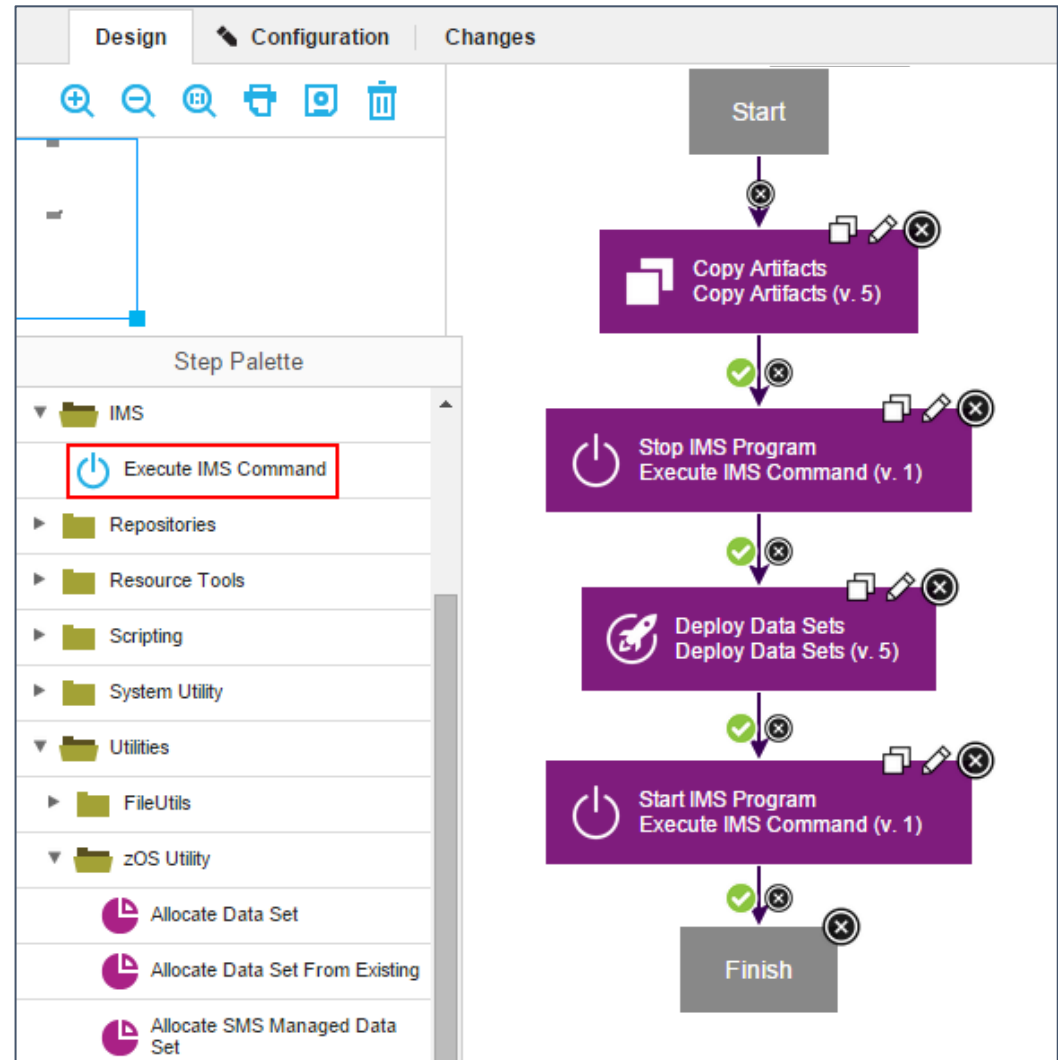 Design
Configuration
Changes
Start
Copy Artifacts
Copy Artifacts (v. 5)
Stop IMS Program
Execute IMS Command (v. 1)
Deploy Data Sets
Deploy Data Sets (v. 5)
Start IMS Program
Execute IMS Command (v. 1)
Finish
Step Palette
IMS
Execute IMS Command
Repositories
Resource Tools
Scripting
System Utility
Utilities
FileUtils
zOS Utility
Allocate Data Set
Allocate Data Set From Existing
Allocate SMS Managed Data
Set